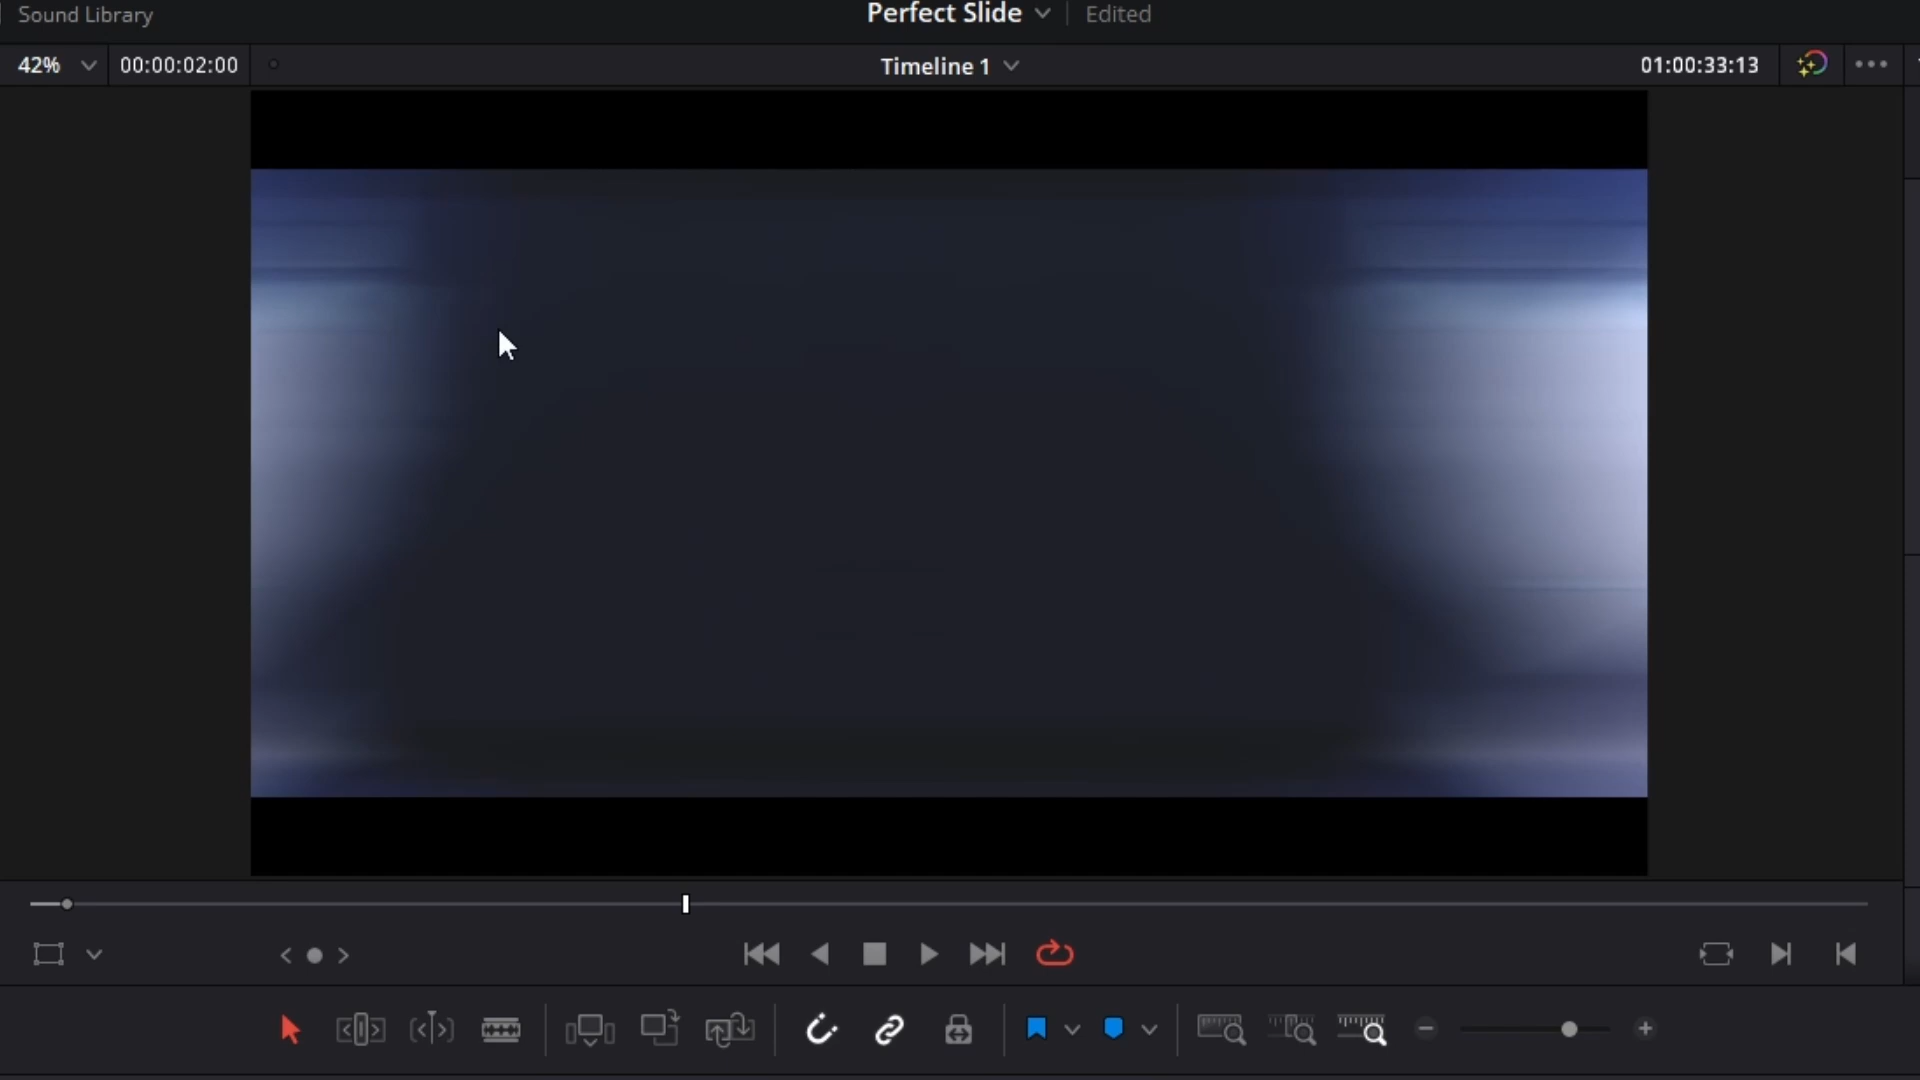 Sound Library
Perfect Slide
Edited
42%
00:00:02:00
Timeline 1
01:00:33:13